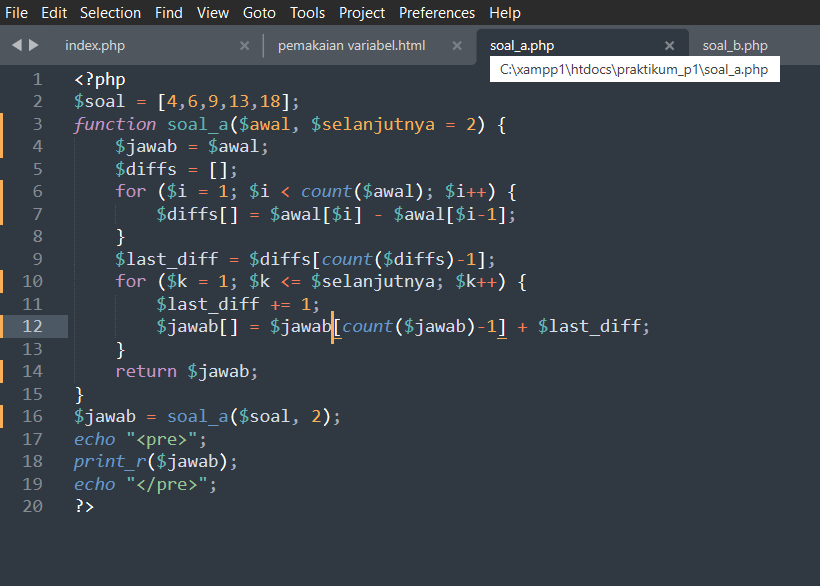 File Edit Selection Find View Goto Tools Project Preferences Help
index.php × pemakaian variabel.html × soal_a.php × soal_b.php
C:\xampp1\htdocs\praktikum_p1\soal_a.php
1 <?php
2 $soal = [4,6,9,13,18];
3 function soal_a($awal, $selanjutnya = 2) {
4     $jawab = $awal;
5     $diffs = [];
6     for ($i = 1; $i < count($awal); $i++) {
7         $diffs[] = $awal[$i] - $awal[$i-1];
8     }
9     $last_diff = $diffs[count($diffs)-1];
10     for ($k = 1; $k <= $selanjutnya; $k++) {
11         $last_diff += 1;
12         $jawab[] = $jawab[count($jawab)-1] + $last_diff;
13     }
14     return $jawab;
15 }
16 $jawab = soal_a($soal, 2);
17 echo "<pre>";
18 print_r($jawab);
19 echo "</pre>";
20 ?>